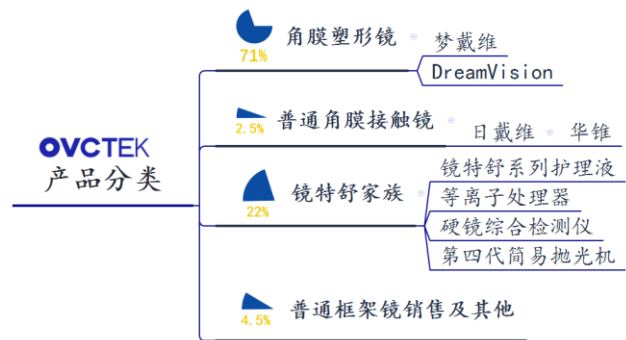 OVCTEK
产品分类
71%
角膜塑形镜
梦戴维
DreamVision
2.5%
普通角膜接触镜
日戴维
华锥
22%
镜特舒家族
镜特舒系列护理液
等离子处理器
硬镜综合检测仪
第四代简易抛光机
4.5%
普通框架镜销售及其他